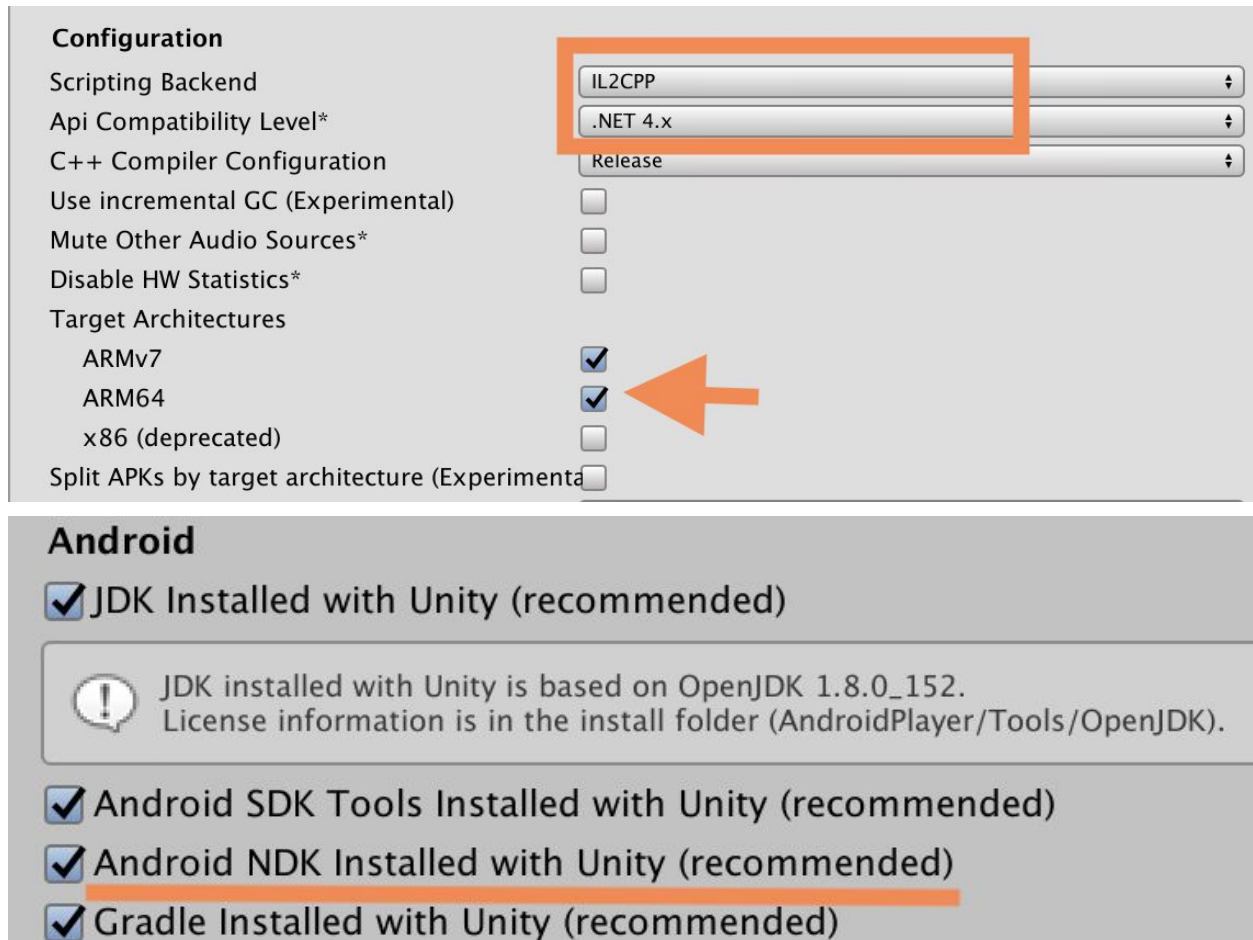 Configuration
Scripting Backend IL2CPP
Api Compatibility Level* .NET 4.x
C++ Compiler Configuration Release
Use incremental GC (Experimental)
Mute Other Audio Sources*
Disable HW Statistics*
Target Architectures
ARMv7
ARM64
x86 (deprecated)
Split APKs by target architecture (Experimenta
Android
JDK Installed with Unity (recommended)
JDK installed with Unity is based on OpenJDK 1.8.0_152.
License information is in the install folder (AndroidPlayer/Tools/OpenJDK).
Android SDK Tools Installed with Unity (recommended)
Android NDK Installed with Unity (recommended)
Gradle Installed with Unity (recommended)